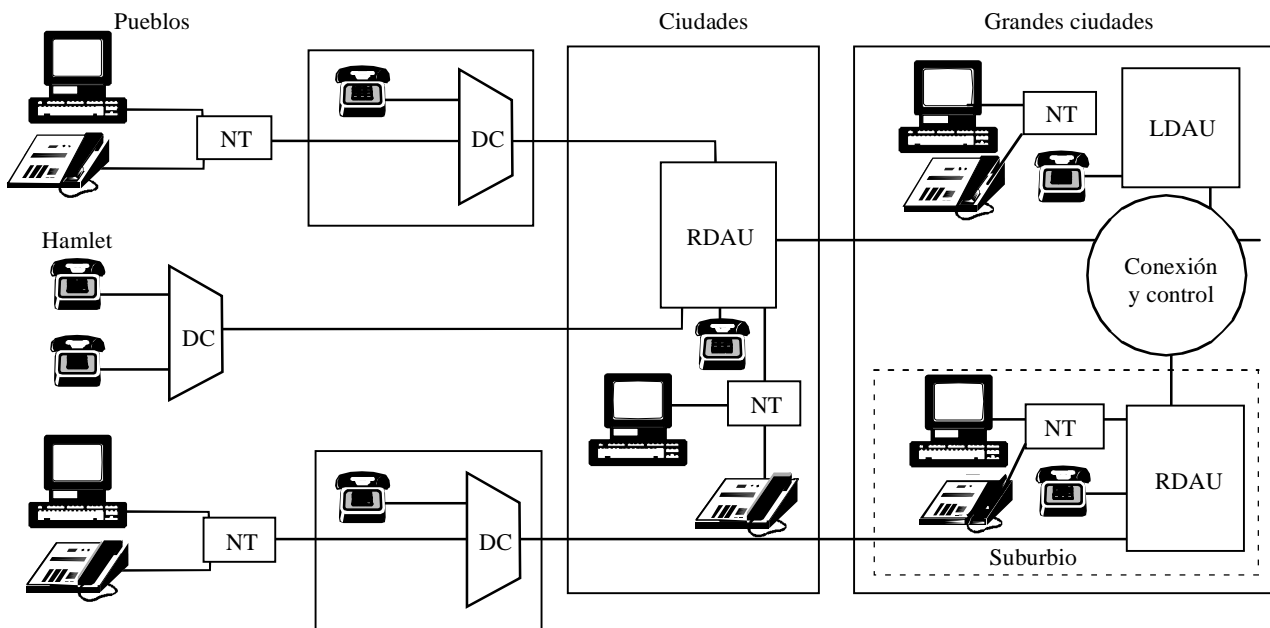 Pueblos
Ciudades
Grandes ciudades
NT
DC
NT
LDAU
RDAU
Hamlet
Conexión
y control
DC
NT
NT
RDAU
NT
DC
Suburbio